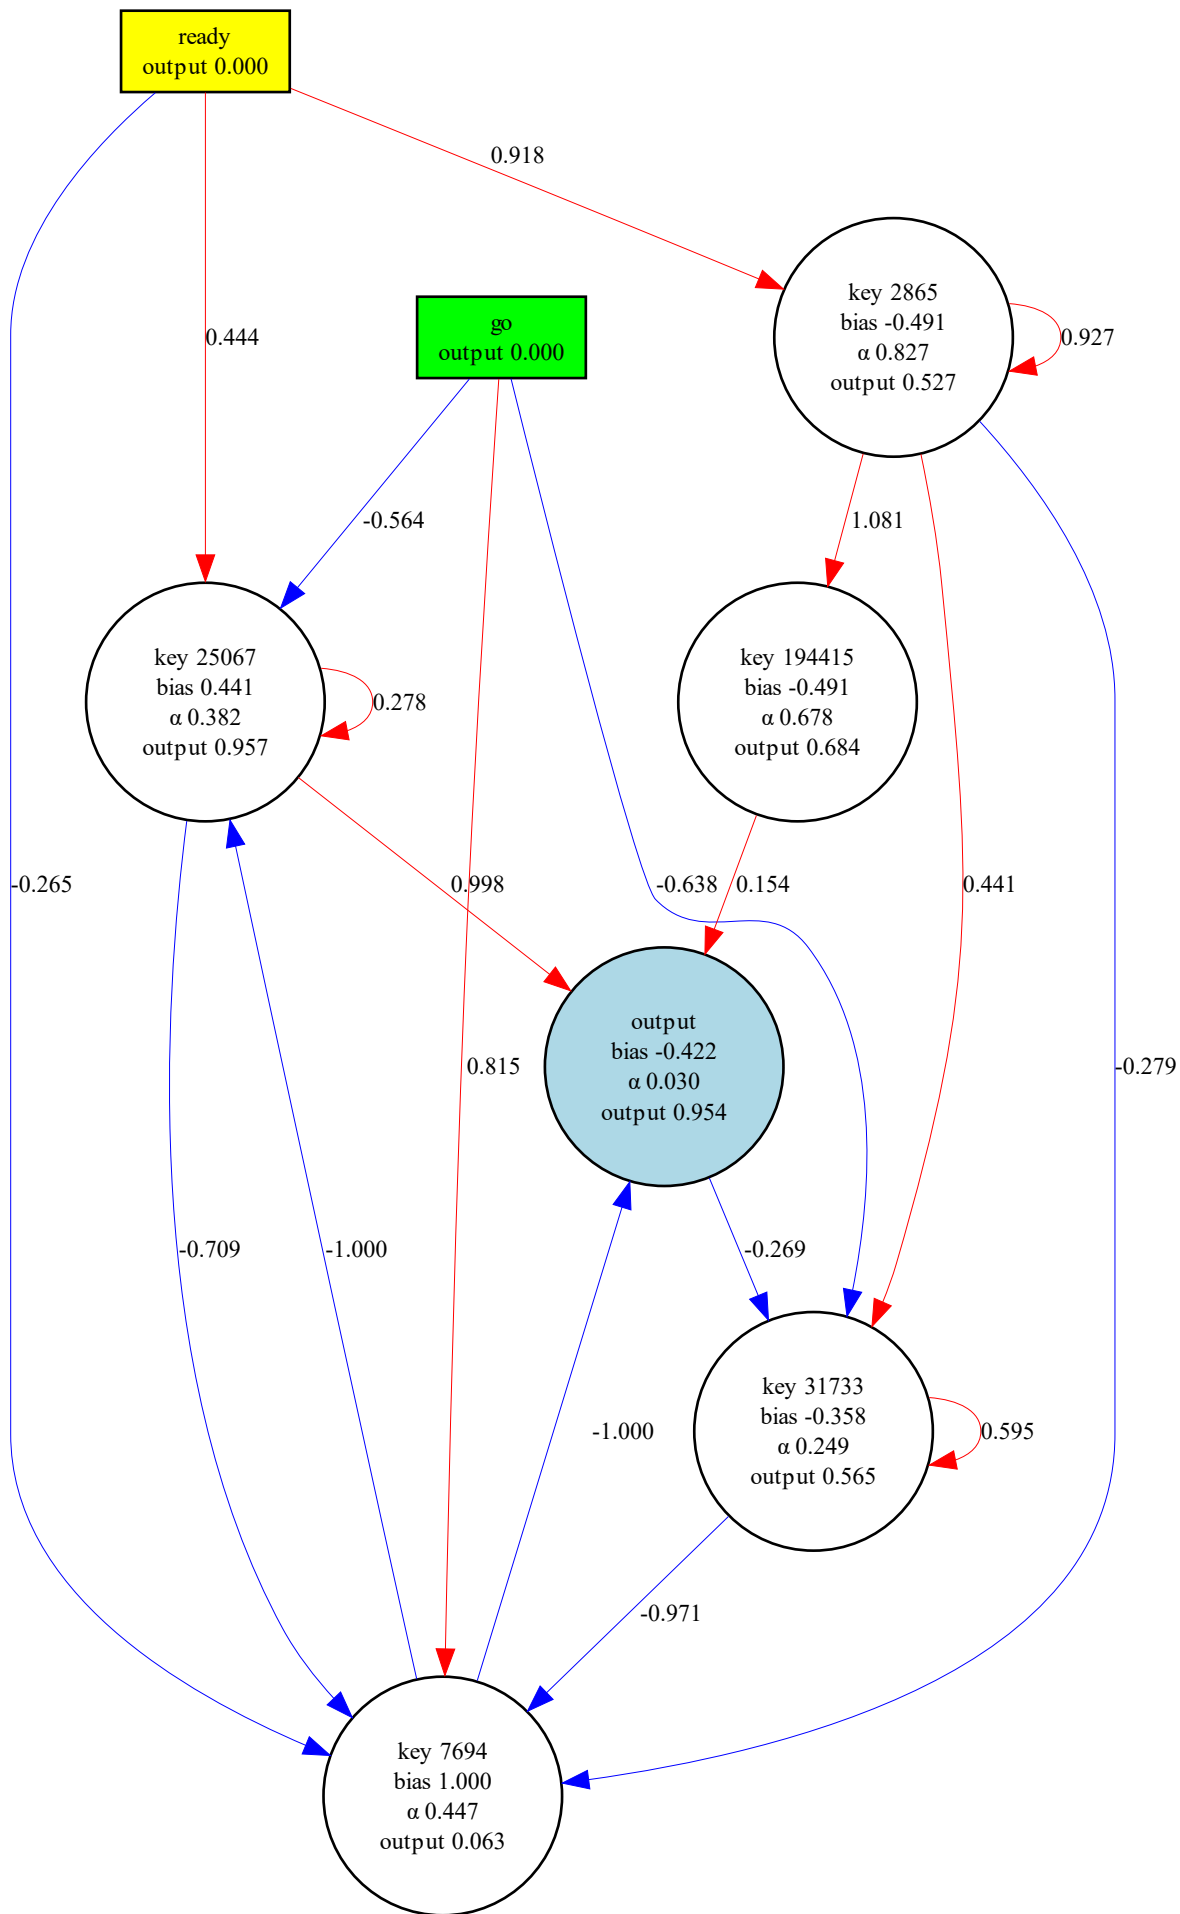 ready
output 0.000
0.918
key 2865
bias -0.491
α 0.827
output 0.527
0.927
go
output 0.000
0.444
-0.564
1.081
key 25067
bias 0.441
α 0.382
output 0.957
0.278
key 194415
bias -0.491
α 0.678
output 0.684
-0.265
0.998
-0.638
0.154
0.441
output
bias -0.422
α 0.030
output 0.954
0.815
-0.279
-0.709
-1.000
-0.269
key 31733
bias -0.358
α 0.249
output 0.565
0.595
-1.000
-0.971
key 7694
bias 1.000
α 0.447
output 0.063